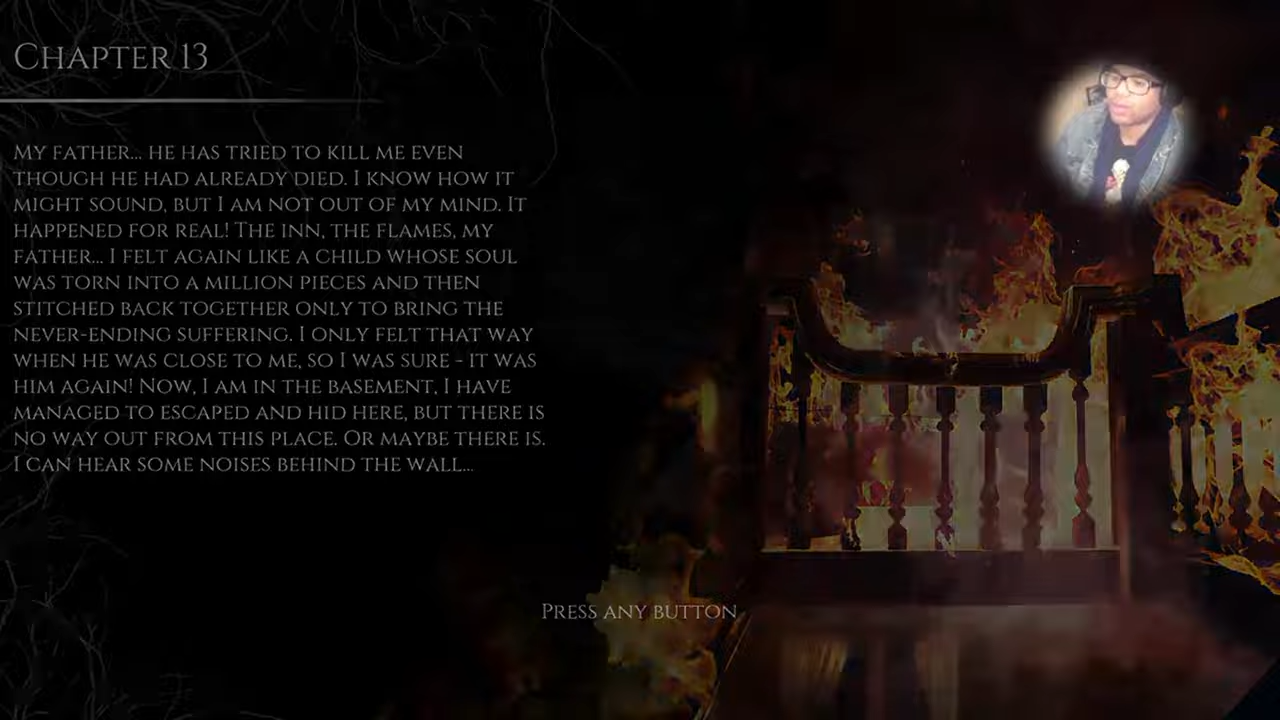 Chapter 13
My father... he has tried to kill me even
though he had already died. I know how it
might sound, but I am not out of my mind. It
happened for real! The inn, the flames, my
father... I felt again like a child whose soul
was torn into a million pieces and then
stitched back together only to bring the
never-ending suffering. I only felt that way
when he was close to me, so I was sure - it was
him again! Now, I am in the basement, I have
managed to escaped and hid here, but there is
no way out from this place. Or maybe there is.
I can hear some noises behind the wall...
Press any button